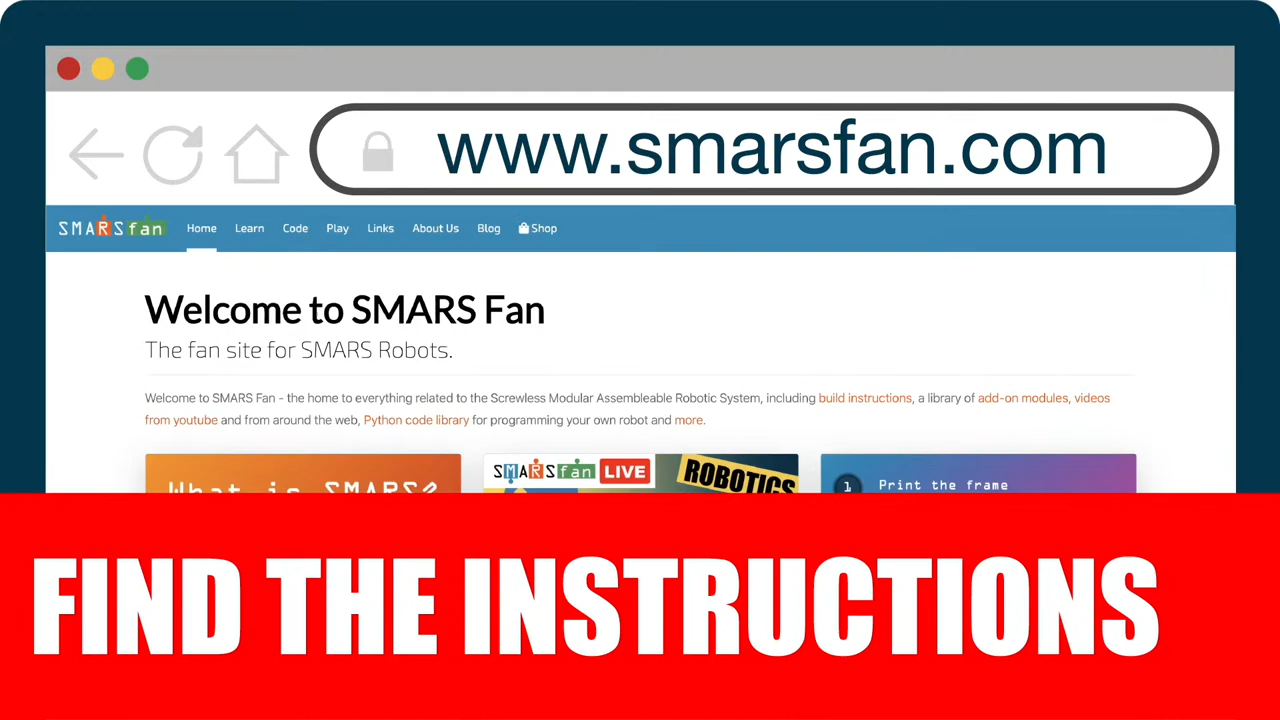 www.smarsfan.com
SMARSfan Home Learn Code Play Links About Us Blog Shop
Welcome to SMARS Fan
The fan site for SMARS Robots.
Welcome to SMARS Fan - the home to everything related to the Screwless Modular Assembleable Robotic System, including build instructions, a library of add-on modules, videos
from youtube and from around the web, Python code library for programming your own robot and more.
What is SMARS?
SMARSfan LIVE
ROBOTICS
1 Print the frame
FIND THE INSTRUCTIONS